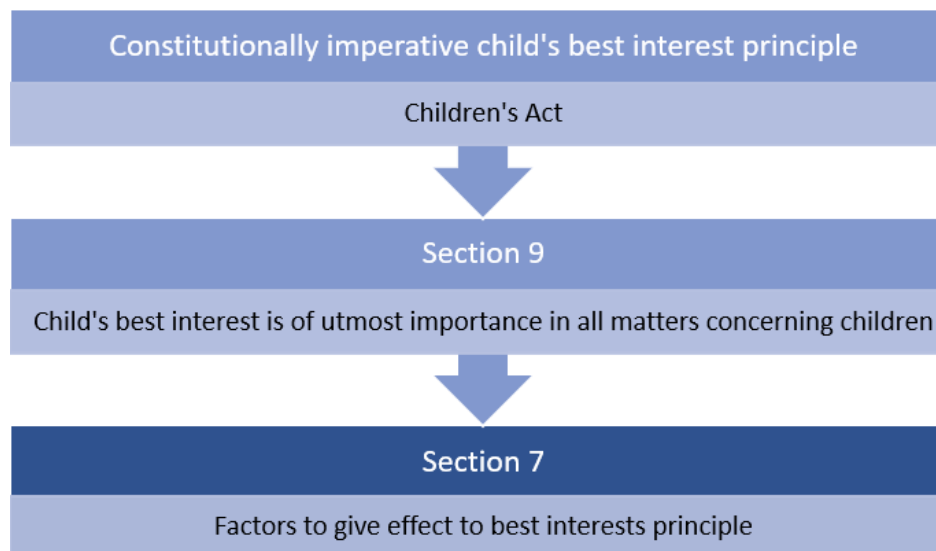 Constitutionally imperative child's best interest principle
Children's Act
Section 9
Child's best interest is of utmost importance in all matters concerning children
Section 7
Factors to give effect to best interests principle